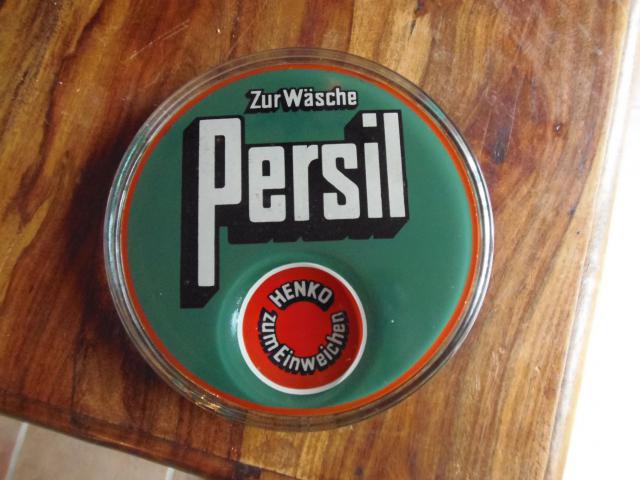 Zur Wäsche
Persil
HENKO
zum Einweichen